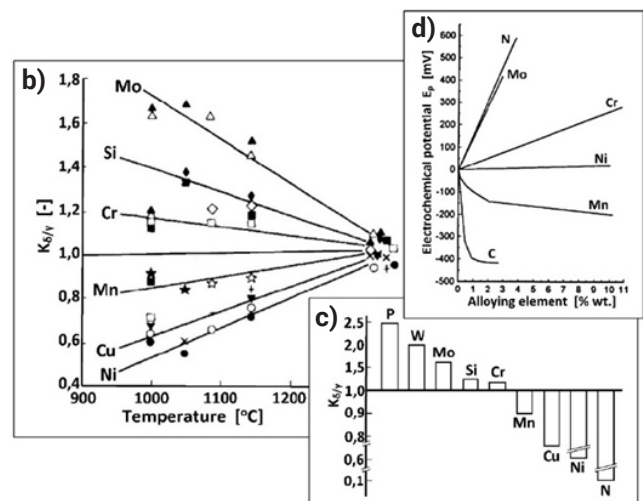 b)
1,8
1,6
1,4
1,2
1,0
0,8
0,6
0,4
K δ/γ [-]
Mo
Si
Cr
Mn
Cu
Ni
900 1000 1100 1200
Temperature [°C]
d)
Electrochemical potential Ep [mV]
600
500
400
300
200
100
0
-100
-200
-300
-400
-500
N
Mo
Cr
Ni
Mn
C
0 1 2 3 4 5 6 7 8 9 10 11
Alloying element [% wt.]
c)
K δ/γ
2,5
2,0
1,5
1,0
0,8
0,6
0,1
P
W
Mo
Si
Cr
Mn
Cu
Ni
N